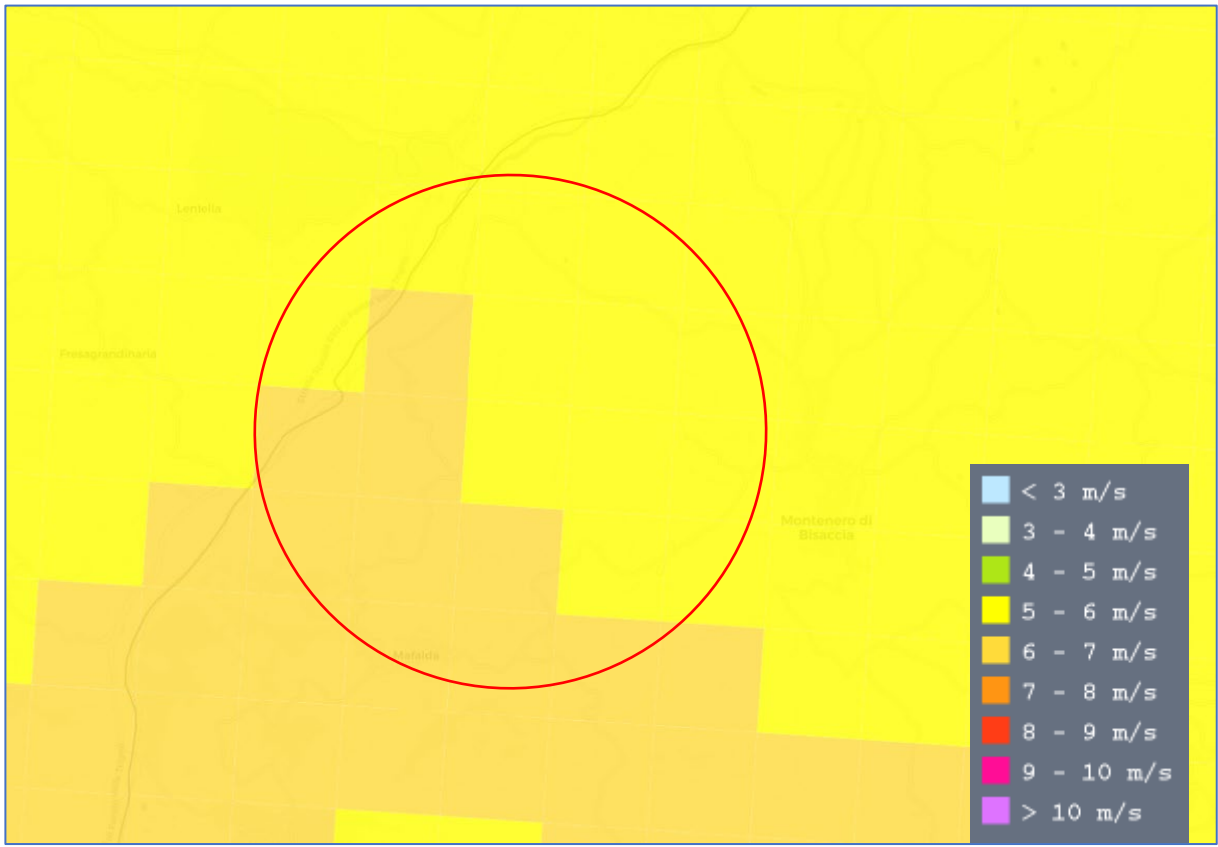 Lentella
Fresagrandinaria
Montenero di
Bisaccia
Mafalda
< 3 m/s
3 - 4 m/s
4 - 5 m/s
5 - 6 m/s
6 - 7 m/s
7 - 8 m/s
8 - 9 m/s
9 - 10 m/s
> 10 m/s